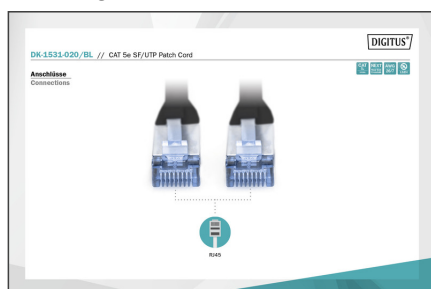 DIGITUS®
DK-1531-020/BL // CAT 5e SF/UTP Patch Cord
Anschlüsse
Connections
RJ45